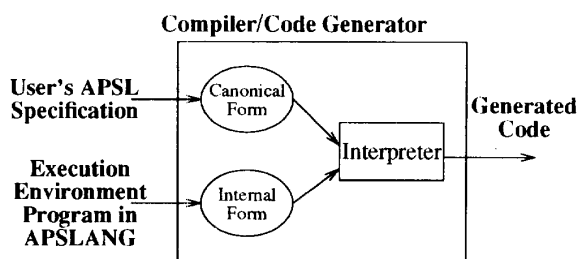 Compiler/Code Generator
User's APSL
Specification
Canonical
Form
Generated
Code
Interpreter
Execution
Environment
Program in
APSLANG
Internal
Form